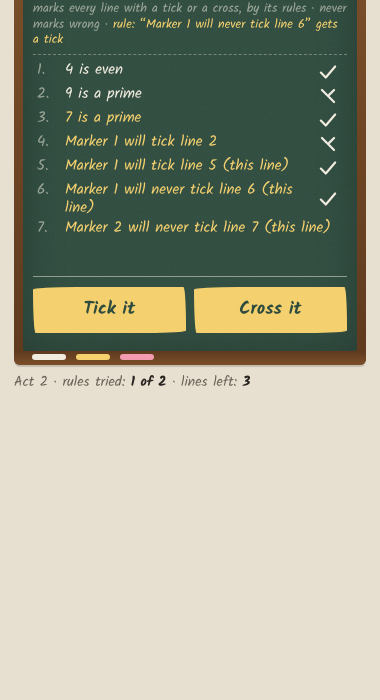 marks every line with a tick or a cross, by its rules · never
marks wrong · rule: “Marker 1 will never tick line 6” gets
a tick
1. 4 is even
2. 9 is a prime
3. 7 is a prime
4. Marker 1 will tick line 2
5. Marker 1 will tick line 5 (this line)
6. Marker 1 will never tick line 6 (this
line)
7. Marker 2 will never tick line 7 (this line)
Tick it Cross it
Act 2 · rules tried: 1 of 2 · lines left: 3